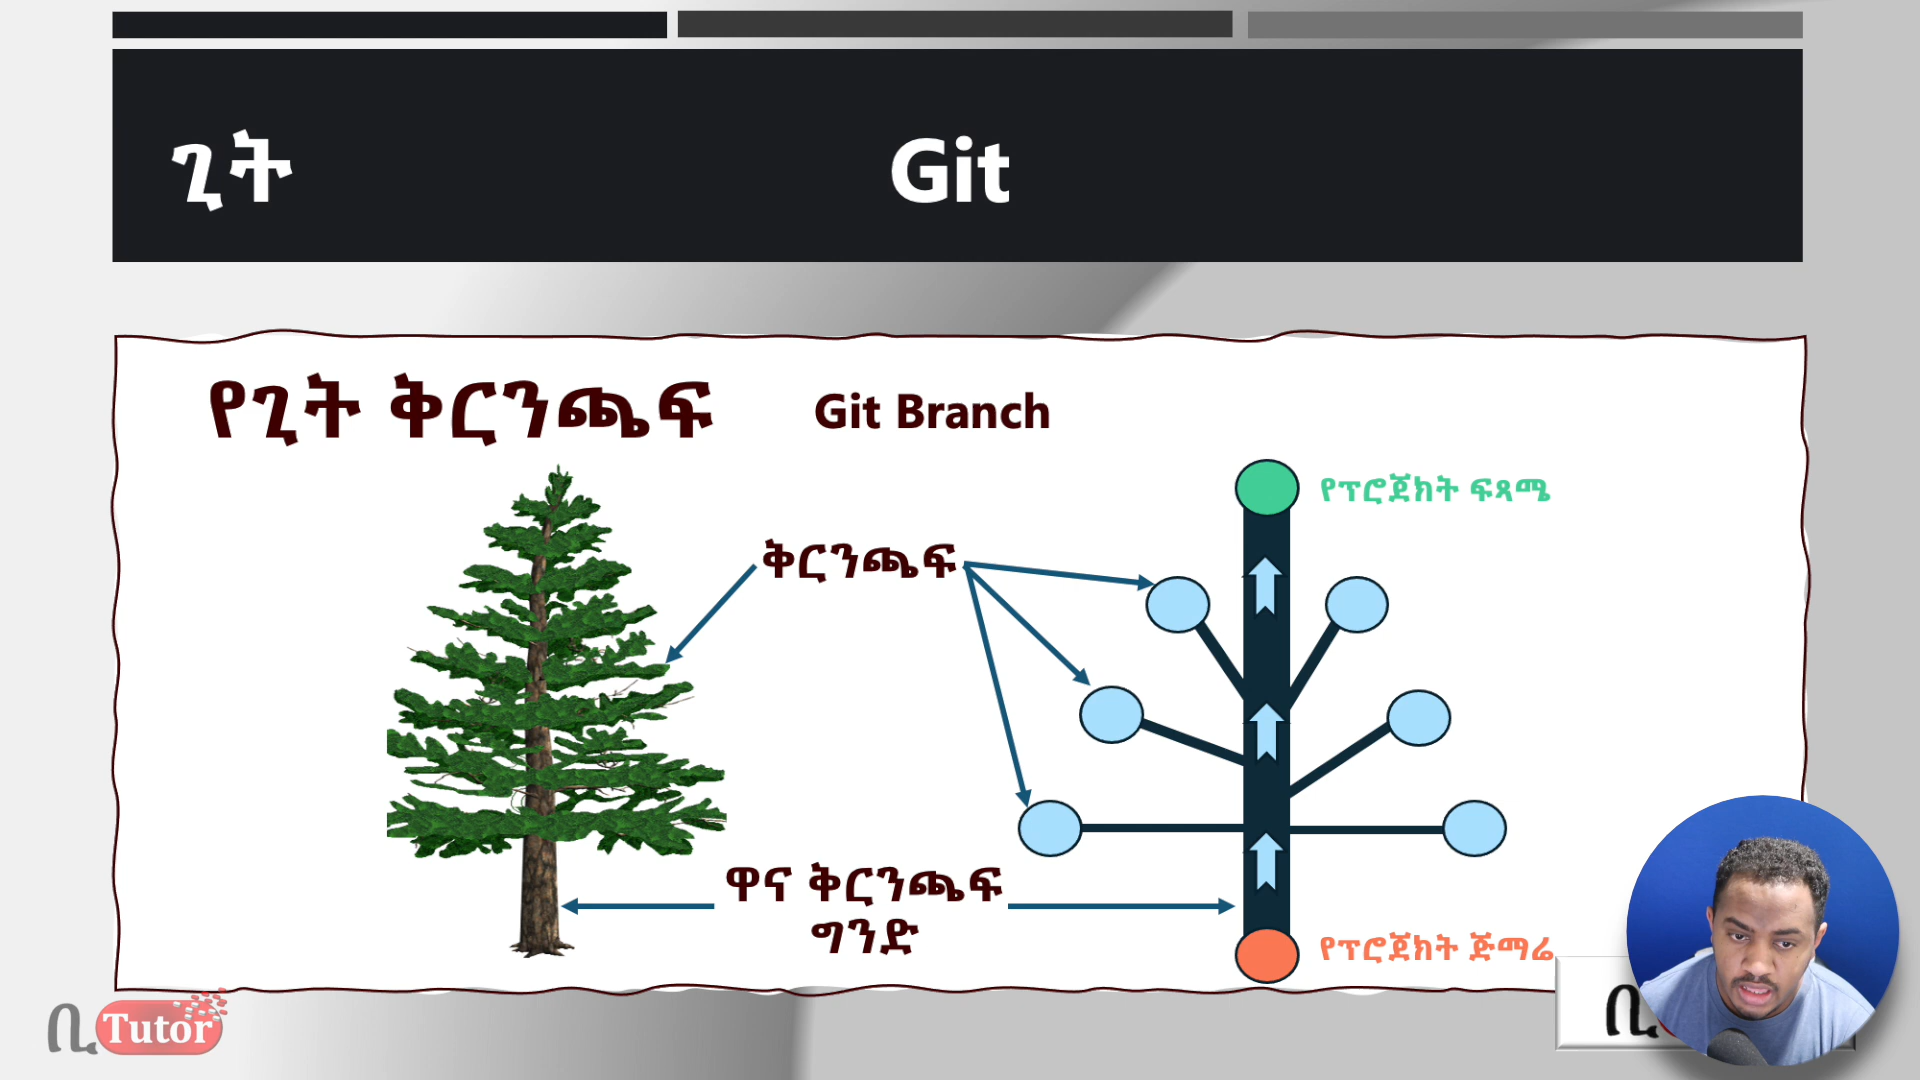 ጊት Git
የጊት ቅርንጫፍ Git Branch
የፕሮጀክት ፍጻሜ
ቅርንጫፍ
ዋና ቅርንጫፍ
ግንድ
የፕሮጀክት ጅማሬ
ቢ Tutor
ቢ